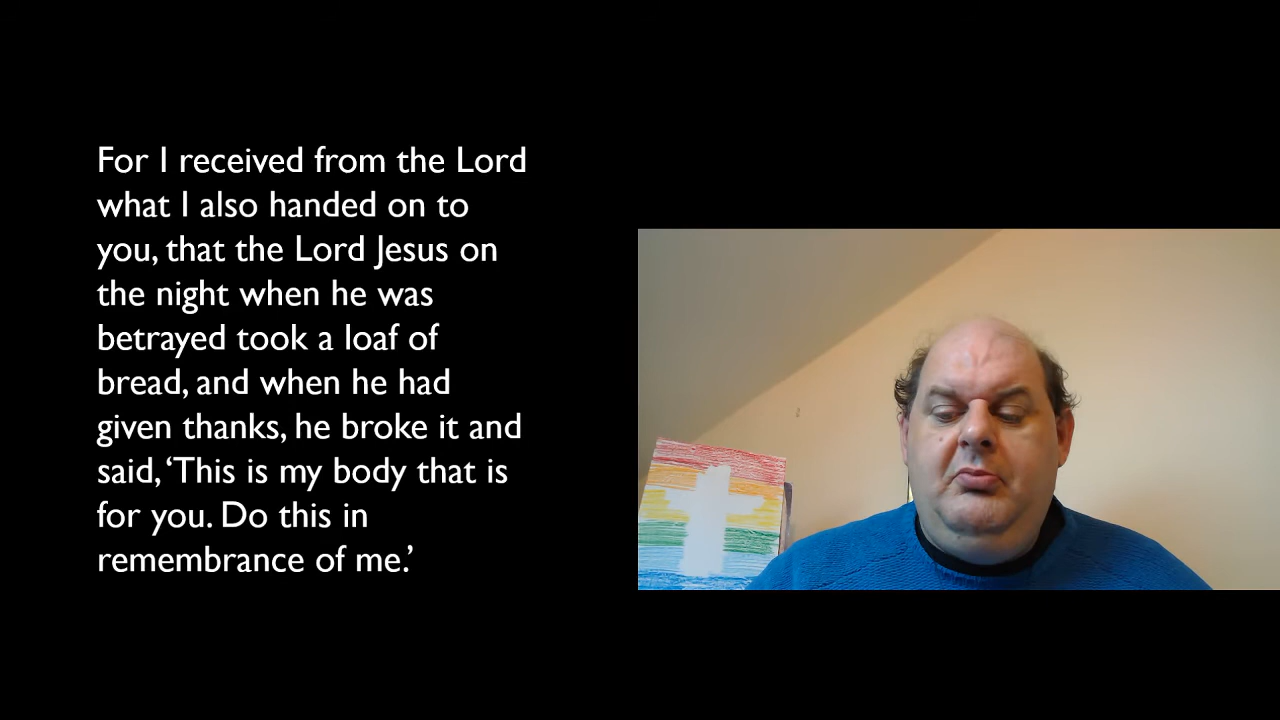 For I received from the Lord
what I also handed on to
you, that the Lord Jesus on
the night when he was
betrayed took a loaf of
bread, and when he had
given thanks, he broke it and
said, ‘This is my body that is
for you. Do this in
remembrance of me.’